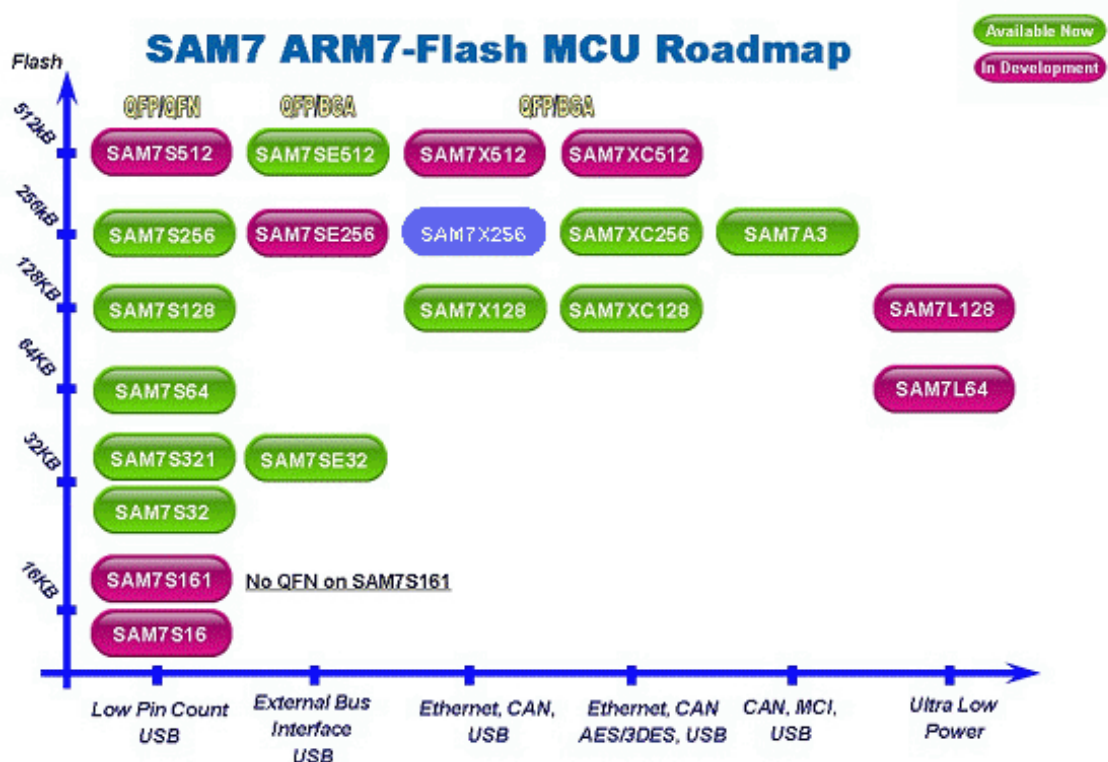 SAM7 ARM7-Flash MCU Roadmap
Available Now
In Development
Flash
QFP/QFN
QFP/BGA
QFP/BGA
512kB
SAM7S512
SAM7SE512
SAM7X512
SAM7XC512
256kB
SAM7S256
SAM7SE256
SAM7X256
SAM7XC256
SAM7A3
128KB
SAM7S128
SAM7X128
SAM7XC128
SAM7L128
64KB
SAM7S64
SAM7L64
32KB
SAM7S321
SAM7SE32
SAM7S32
16KB
SAM7S161
No QFN on SAM7S161
SAM7S16
Low Pin Count
USB
External Bus
Interface
USB
Ethernet, CAN,
USB
Ethernet, CAN
AES/3DES, USB
CAN, MCI,
USB
Ultra Low
Power